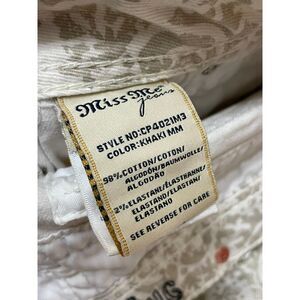 Miss Me
jeans
STYLE NO:CP4021M3
COLOR:KHAKI MM
98%COTTON/COTON/
ALGODÓN/BAUMWOLLE/
ALGODÃO
2%ELASTANE/ÉLASTHANNE/
ELASTANO/ELASTAN/
ELASTANO
SEE REVERSE FOR CARE